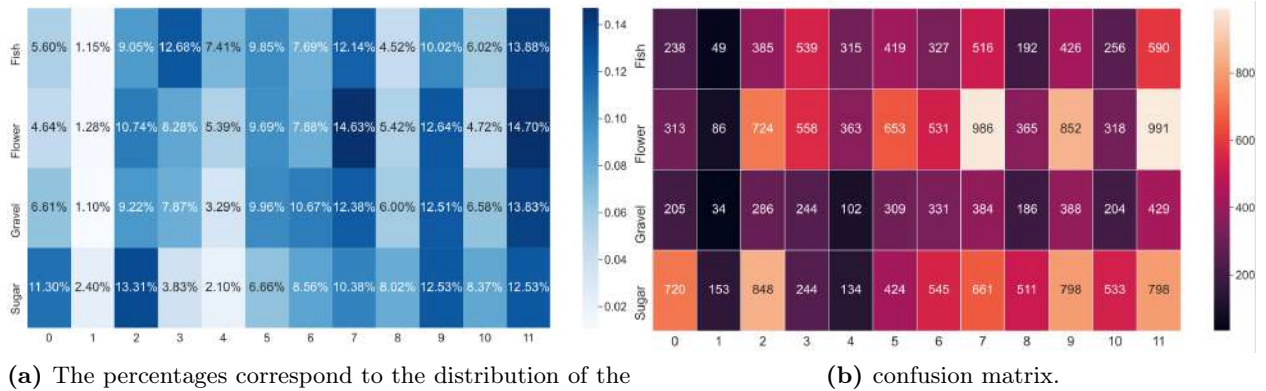 Fish 5.60% 1.15% 9.05% 12.68% 7.41% 9.85% 7.69% 12.14% 4.52% 10.02% 6.02% 13.88%
Flower 4.64% 1.28% 10.74% 8.28% 5.39% 9.69% 7.88% 14.63% 5.42% 12.64% 4.72% 14.70%
Gravel 6.61% 1.10% 9.22% 7.87% 3.29% 9.96% 10.67% 12.38% 6.00% 12.51% 6.58% 13.83%
Sugar 11.30% 2.40% 13.31% 3.83% 2.10% 6.66% 8.56% 10.38% 8.02% 12.53% 8.37% 12.53%
0 1 2 3 4 5 6 7 8 9 10 11
0.14
0.12
0.10
0.08
0.06
0.04
0.02
(a) The percentages correspond to the distribution of the
Fish 238 49 385 539 315 419 327 516 192 426 256 590
Flower 313 86 724 558 363 653 531 986 365 852 318 991
Gravel 205 34 286 244 102 309 331 384 186 388 204 429
Sugar 720 153 848 244 134 424 545 661 511 798 533 798
0 1 2 3 4 5 6 7 8 9 10 11
800
600
400
200
(b) confusion matrix.